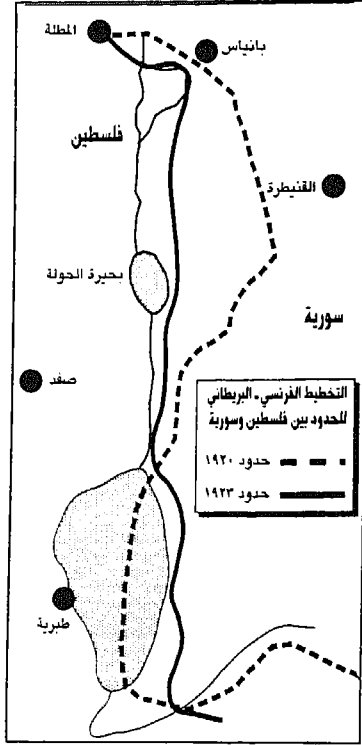 المطلة
بانياس
فلسطين
القنيطرة
بحيرة الحولة
سورية
صفد
التخطيط الفرنسي - البريطاني
للحدود بين فلسطين وسورية
حدود ١٩٢٠
حدود ١٩٢٣
طبرية